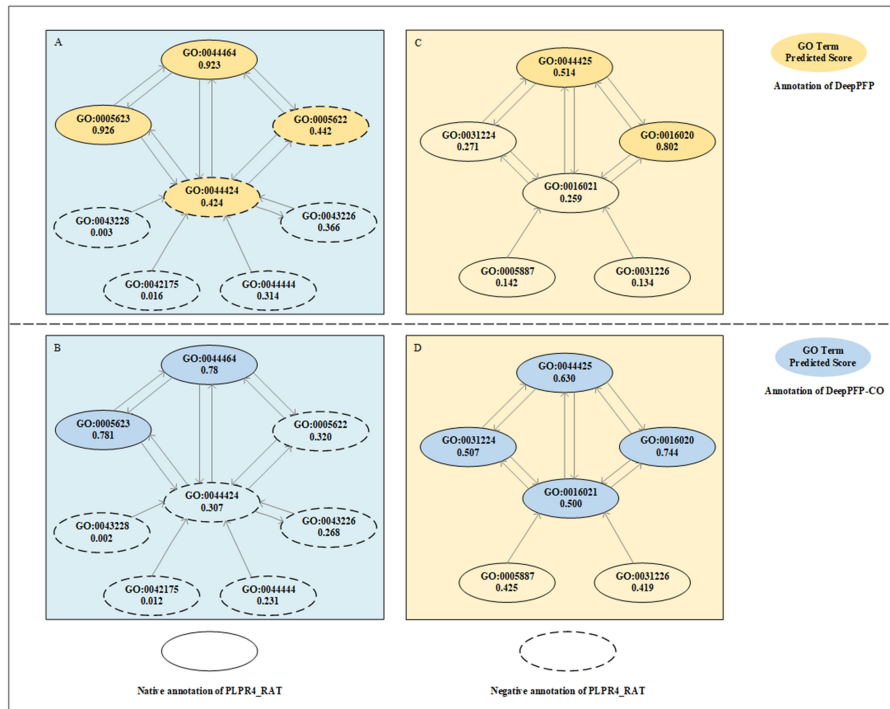 A
GO:0044464
0.923
GO:0005623
0.926
GO:0005622
0.442
GO:0044424
0.424
GO:0043228
0.003
GO:0043226
0.366
GO:0042175
0.016
GO:0044444
0.314
C
GO:0044425
0.514
GO:0031224
0.271
GO:0016020
0.802
GO:0016021
0.259
GO:0005887
0.142
GO:0031226
0.134
GO Term
Predicted Score
Annotation of DeepPFP
B
GO:0044464
0.78
GO:0005623
0.781
GO:0005622
0.320
GO:0044424
0.307
GO:0043228
0.002
GO:0043226
0.268
GO:0042175
0.012
GO:0044444
0.231
D
GO:0044425
0.630
GO:0031224
0.507
GO:0016020
0.744
GO:0016021
0.500
GO:0005887
0.425
GO:0031226
0.419
GO Term
Predicted Score
Annotation of DeepPFP-CO
Native annotation of PLPR4_RAT
Negative annotation of PLPR4_RAT